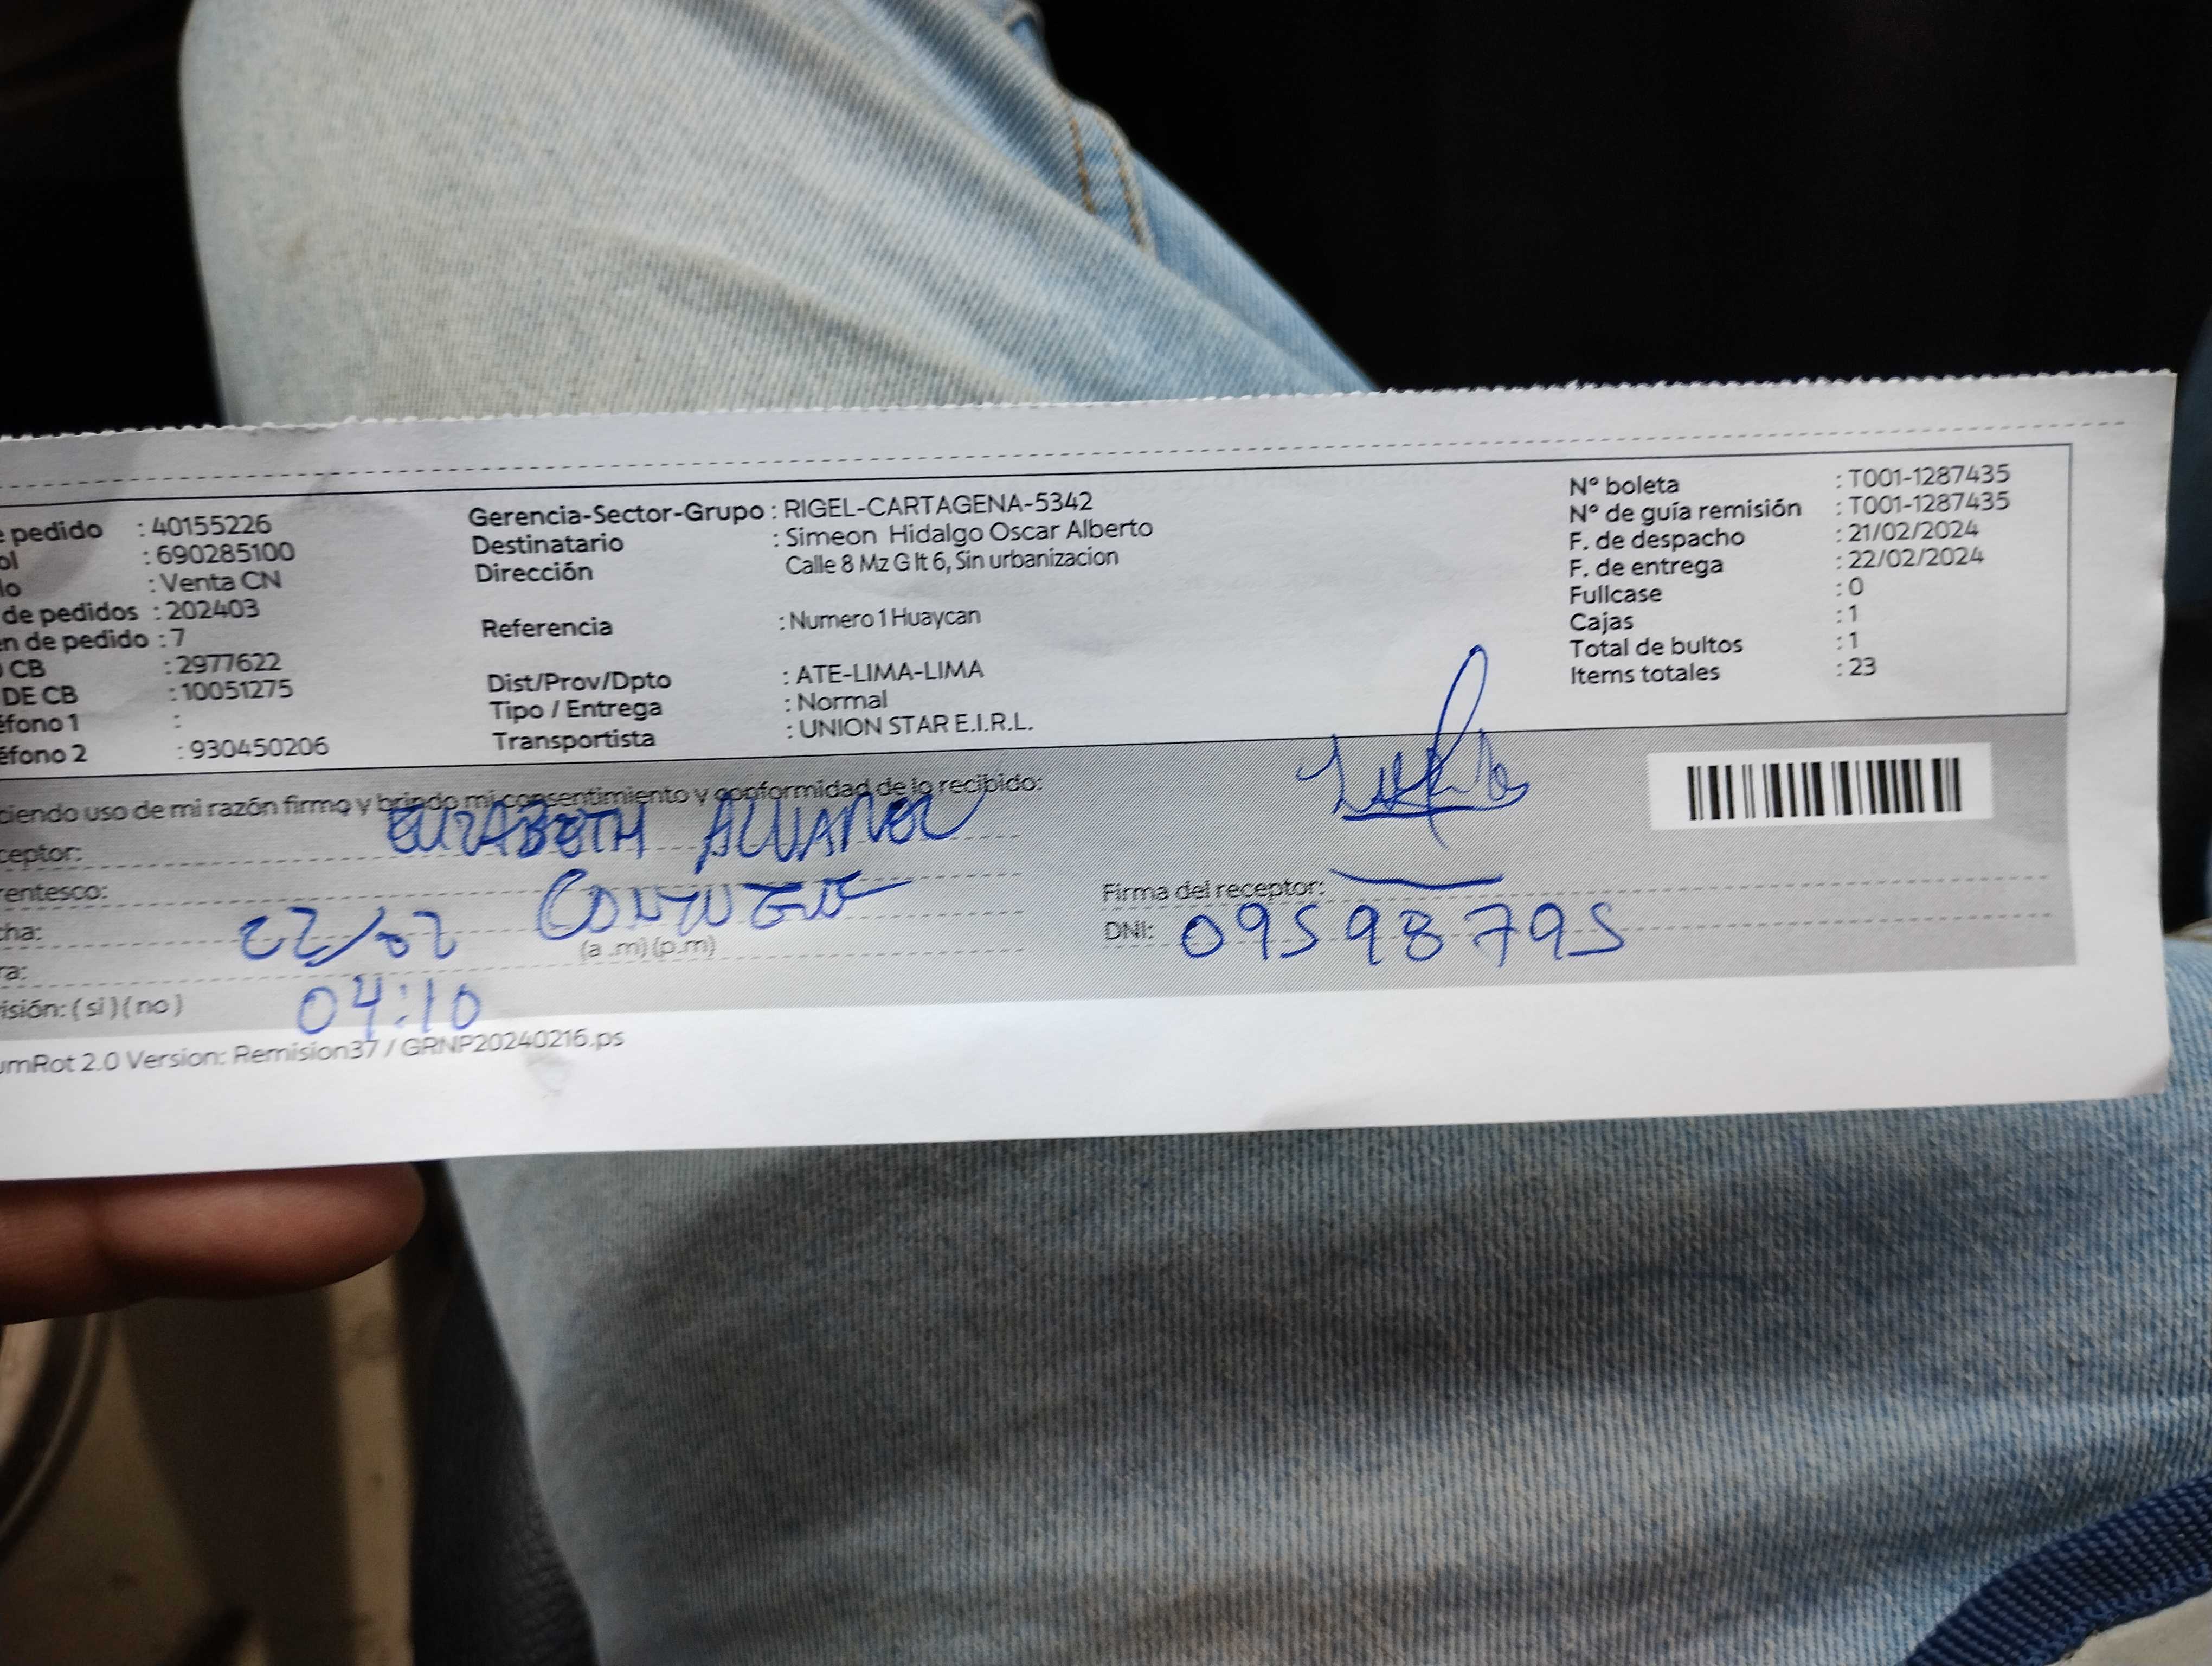 pedido : 40155226
: 690285100
: Venta CN
de pedidos : 202403
n de pedido : 7
CB : 2977622
DE CB : 10051275
éfono 1 :
éfono 2 : 930450206
Gerencia-Sector-Grupo : RIGEL-CARTAGENA-5342
Destinatario : Simeon Hidalgo Oscar Alberto
Dirección Calle 8 Mz G lt 6, Sin urbanizacion
Referencia : Numero 1 Huaycan
Dist/Prov/Dpto : ATE-LIMA-LIMA
Tipo / Entrega : Normal
Transportista : UNION STAR E.I.R.L.
N° boleta : T001-1287435
N° de guía remisión : T001-1287435
F. de despacho : 21/02/2024
F. de entrega : 22/02/2024
Fullcase : 0
Cajas : 1
Total de bultos : 1
Items totales : 23
ciendo uso de mi razón firmo y brindo mi consentimiento y conformidad de lo recibido:
ceptor: ELIZABETH
rentesco:
cha: 22/02
(a .m) (p.m)
ra: 04:10
isión: ( si ) ( no )
Firma del receptor:
DNI: 09598795
umRot 2.0 Version: Remision37 / GRNP20240216.ps